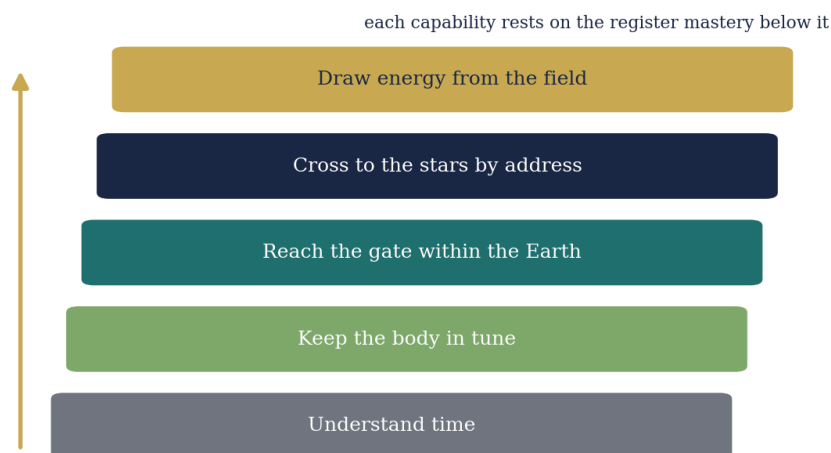 each capability rests on the register mastery below it
Draw energy from the field
Cross to the stars by address
Reach the gate within the Earth
Keep the body in tune
Understand time